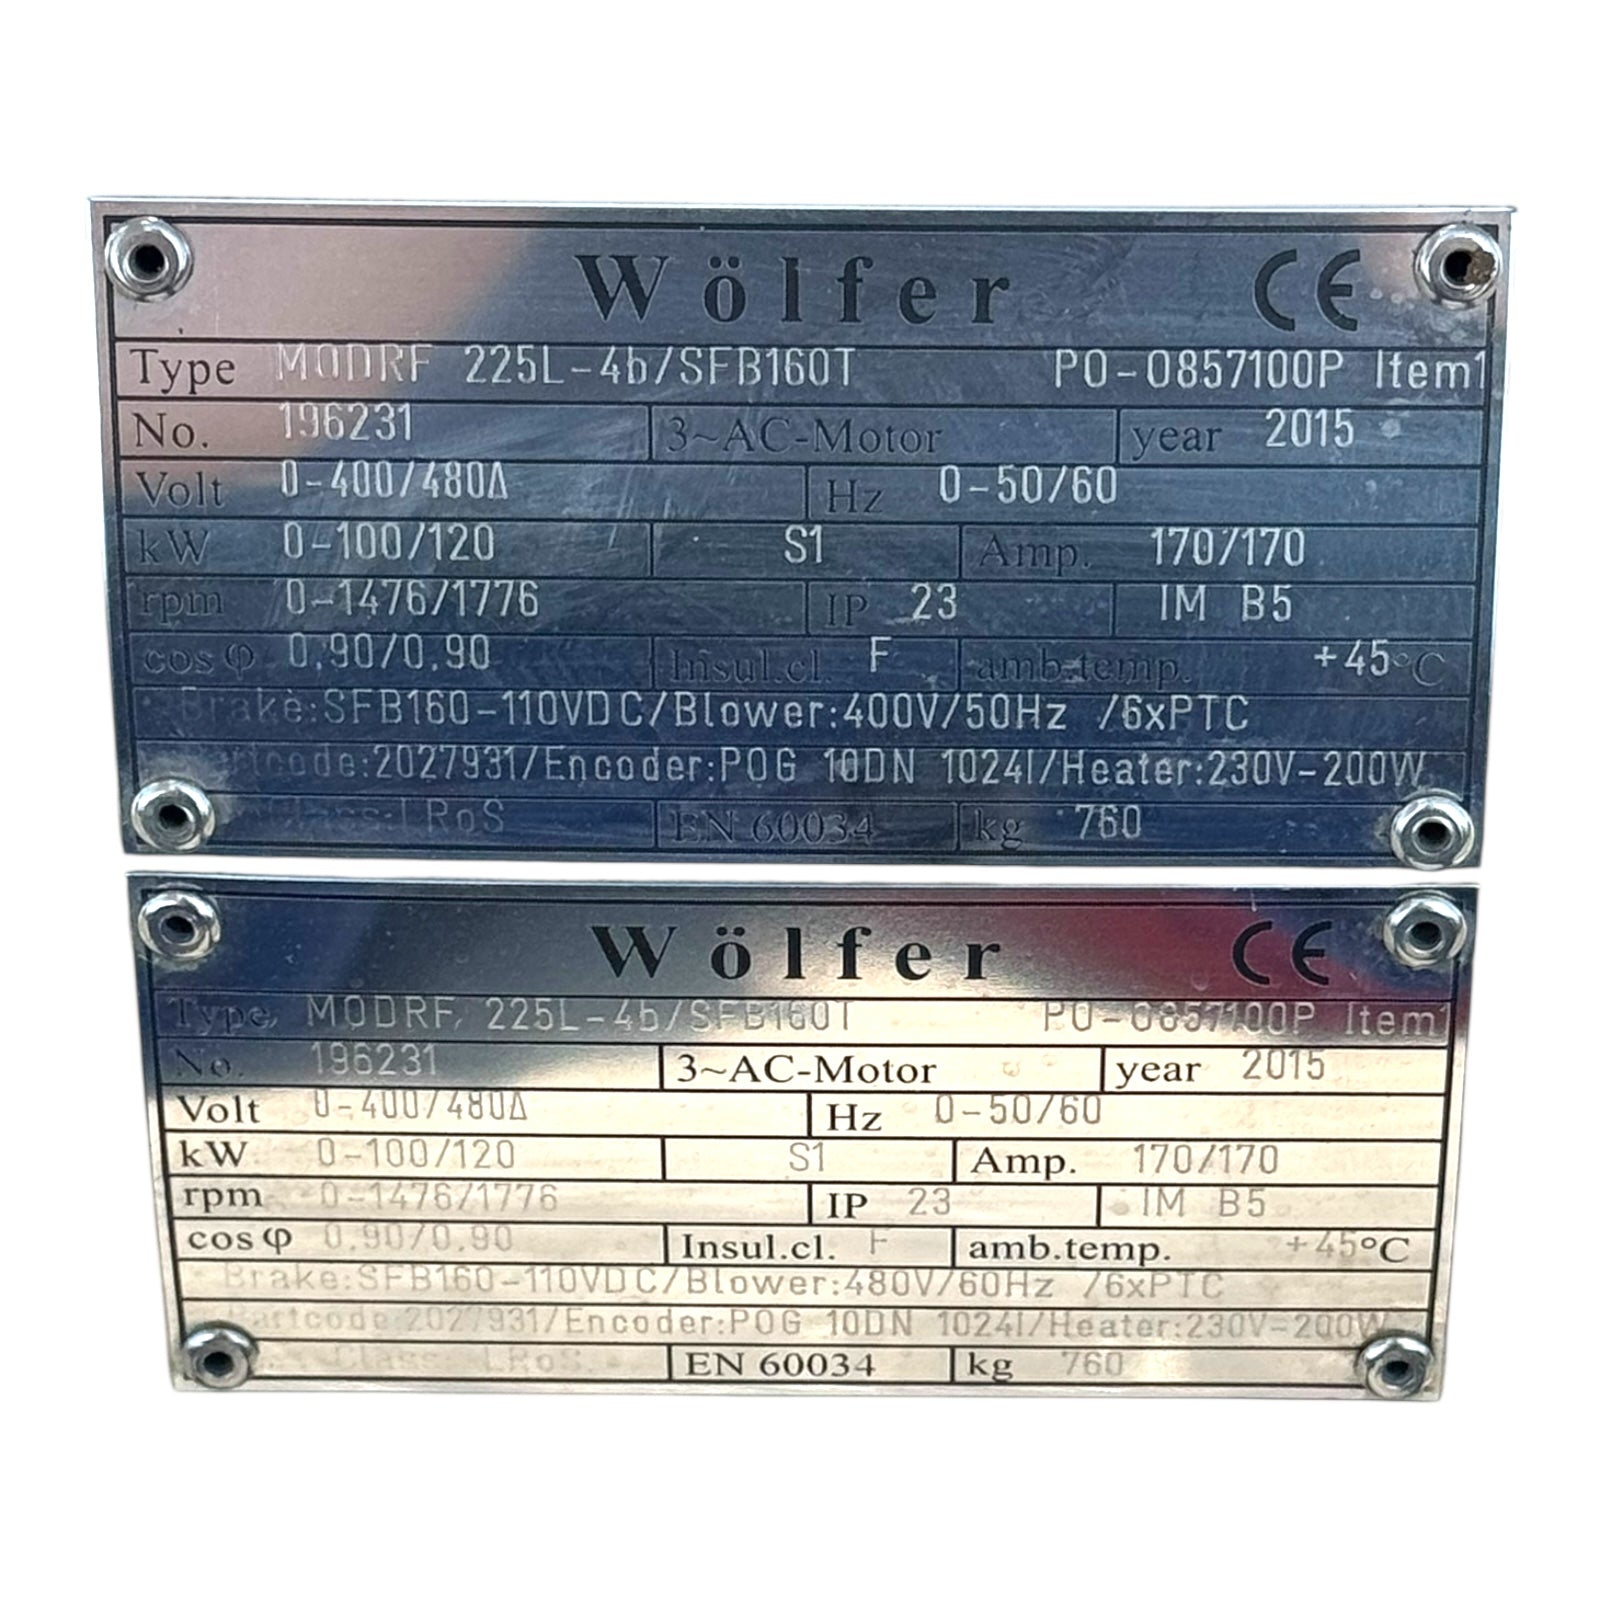 Wölfer CE
Type MODRF 225L-4b/SFB160T PO-0857100P Item1
No. 196231 3~AC-Motor year 2015
Volt 0-400/480Δ Hz 0-50/60
kW 0-100/120 S1 Amp. 170/170
rpm 0-1476/1776 IP 23 IM B5
cos φ 0.90/0.90 Insul.cl. F amb.temp. +45°C
Brake:SFB160-110VDC/Blower:400V/50Hz /6xPTC
Partcode:2027931/Encoder:POG 10DN 1024I/Heater:230V-200W
Class:LRoS EN 60034 kg 760
Wölfer CE
Type MODRF 225L-4b/SFB160T PO-0857100P Item1
No. 196231 3~AC-Motor year 2015
Volt 0-400/480Δ Hz 0-50/60
kW 0-100/120 S1 Amp. 170/170
rpm 0-1476/1776 IP 23 IM B5
cos φ 0.90/0.90 Insul.cl. F amb.temp. +45°C
Brake:SFB160-110VDC/Blower:480V/60Hz /6xPTC
Partcode:2027931/Encoder:POG 10DN 1024I/Heater:230V-200W
Class LRoS EN 60034 kg 760